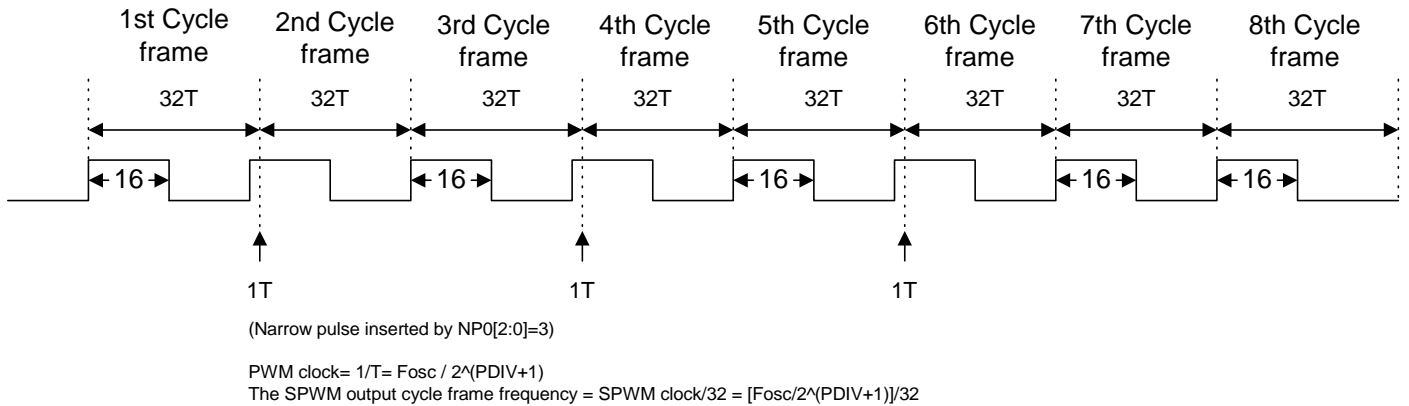 1st Cycle frame
2nd Cycle frame
3rd Cycle frame
4th Cycle frame
5th Cycle frame
6th Cycle frame
7th Cycle frame
8th Cycle frame
32T 32T 32T 32T 32T 32T 32T 32T
16 16 16 16 16
1T 1T 1T
(Narrow pulse inserted by NP0[2:0]=3)
PWM clock= 1/T= Fosc / 2^(PDIV+1)
The SPWM output cycle frame frequency = SPWM clock/32 = [Fosc/2^(PDIV+1)]/32